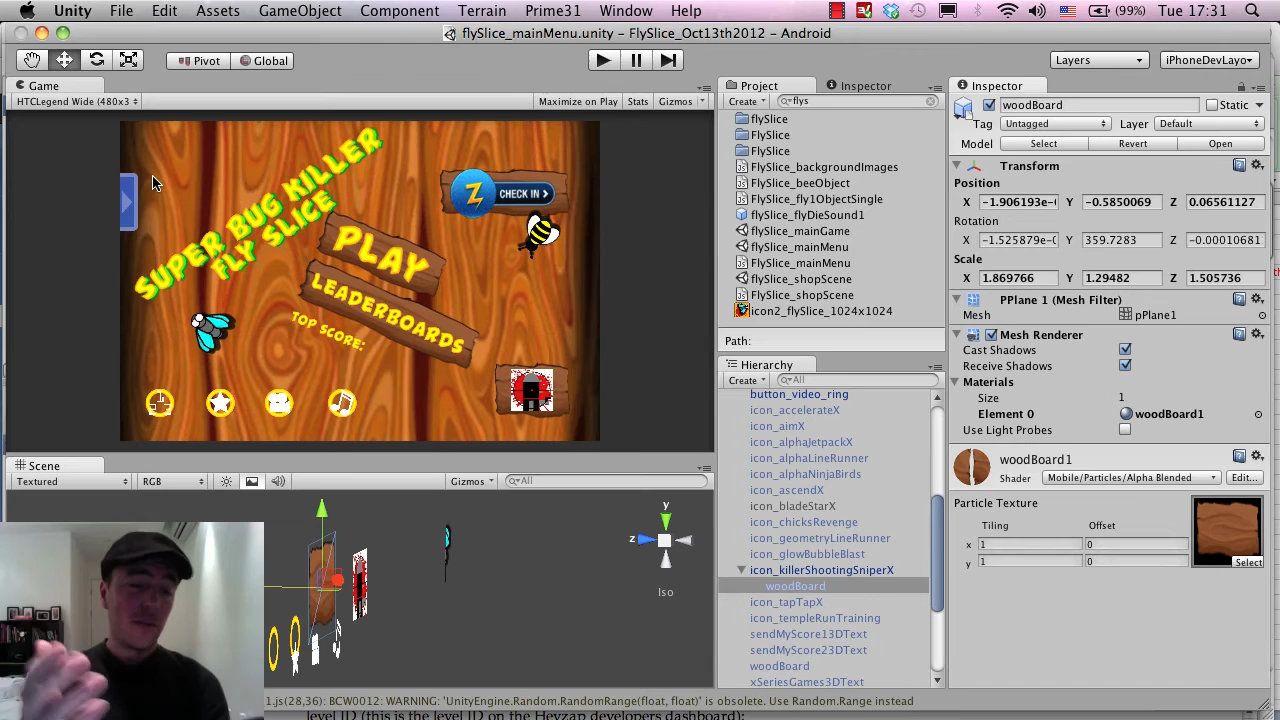 Unity File Edit Assets GameObject Component Terrain Prime31 Window Help (99%) Tue 17:31
flySlice_mainMenu.unity - FlySlice_Oct13th2012 - Android
Pivot Global Layers iPhoneDevLayo
Game
HTCLegend Wide (480x3 Maximize on Play Stats Gizmos
SUPER BUG KILLER
FLY SLICE
CHECK IN
PLAY
LEADERBOARDS
TOP SCORE:
Scene
Textured RGB Gizmos All
y
z
Iso
Project Inspector
Create flys
flySlice
FlySlice
FlySlice
FlySlice_backgroundImages
FlySlice_beeObject
FlySlice_fly1ObjectSingle
flySlice_flyDieSound1
flySlice_mainGame
flySlice_mainMenu
FlySlice_mainMenu
flySlice_shopScene
FlySlice_shopScene
icon2_flySlice_1024x1024
Path:
Hierarchy
Create All
button_video_ring
icon_accelerateX
icon_aimX
icon_alphaJetpackX
icon_alphaLineRunner
icon_alphaNinjaBirds
icon_ascendX
icon_bladeStarX
icon_chicksRevenge
icon_geometryLineRunner
icon_glowBubbleBlast
icon_killerShootingSniperX
woodBoard
icon_tapTapX
icon_templeRunTraining
sendMyScore13DText
sendMyScore23DText
woodBoard
xSeriesGames3DText
Inspector
woodBoard Static
Tag Untagged Layer Default
Model Select Revert Open
Transform
Position
X -1.906193e- Y -0.5850069 Z 0.06531127
Rotation
X -1.525879e-0 Y 359.7283 Z -0.00010681
Scale
X 1.869766 Y 1.29482 Z 1.505736
PPlane 1 (Mesh Filter)
Mesh pPlane1
Mesh Renderer
Cast Shadows
Receive Shadows
Materials
Size 1
Element 0 woodBoard1
Use Light Probes
woodBoard1
Shader Mobile/Particles/Alpha Blended Edit...
Particle Texture
Tiling Offset
x 1 0
y 1 0
Select
1.js(28,36): BCW0012: WARNING: 'UnityEngine.Random.RandomRange(float, float)' is obsolete. Use Random.Range instead
level ID (this is the level ID on the Heyzap developers dashboard):